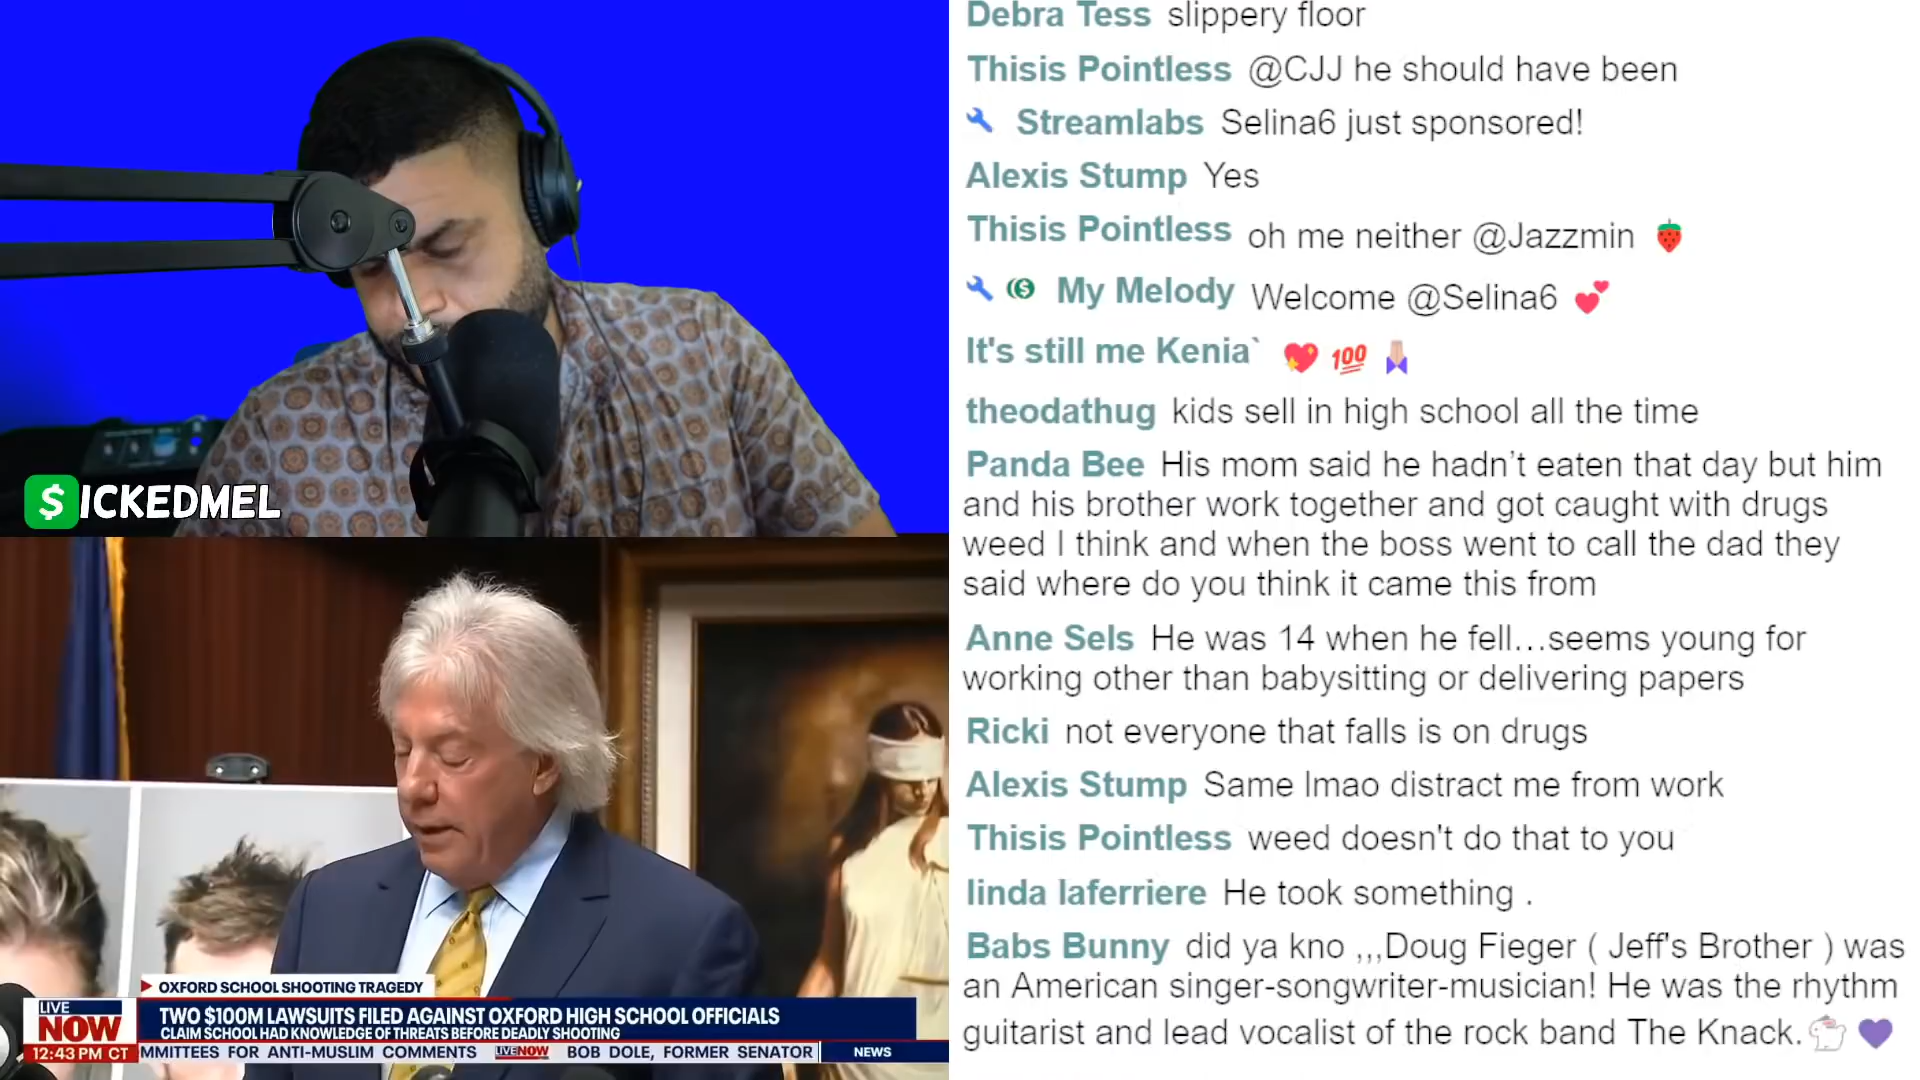 $ICKEDMEL
OXFORD SCHOOL SHOOTING TRAGEDY
LIVE
NOW
TWO $100M LAWSUITS FILED AGAINST OXFORD HIGH SCHOOL OFFICIALS
CLAIM SCHOOL HAD KNOWLEDGE OF THREATS BEFORE DEADLY SHOOTING
12:43 PM CT
MMITTEES FOR ANTI-MUSLIM COMMENTS LIVENOW BOB DOLE, FORMER SENATOR
NEWS
Debra Tess slippery floor
Thisis Pointless @CJJ he should have been
Streamlabs Selina6 just sponsored!
Alexis Stump Yes
Thisis Pointless oh me neither @Jazzmin 🍓
My Melody Welcome @Selina6 💕
It's still me Kenia` 💖 💯
theodathug kids sell in high school all the time
Panda Bee His mom said he hadn’t eaten that day but him
and his brother work together and got caught with drugs
weed I think and when the boss went to call the dad they
said where do you think it came this from
Anne Sels He was 14 when he fell…seems young for
working other than babysitting or delivering papers
Ricki not everyone that falls is on drugs
Alexis Stump Same lmao distract me from work
Thisis Pointless weed doesn't do that to you
linda laferriere He took something .
Babs Bunny did ya kno ,,,Doug Fieger ( Jeff's Brother ) was
an American singer-songwriter-musician! He was the rhythm
guitarist and lead vocalist of the rock band The Knack.🐇 💜